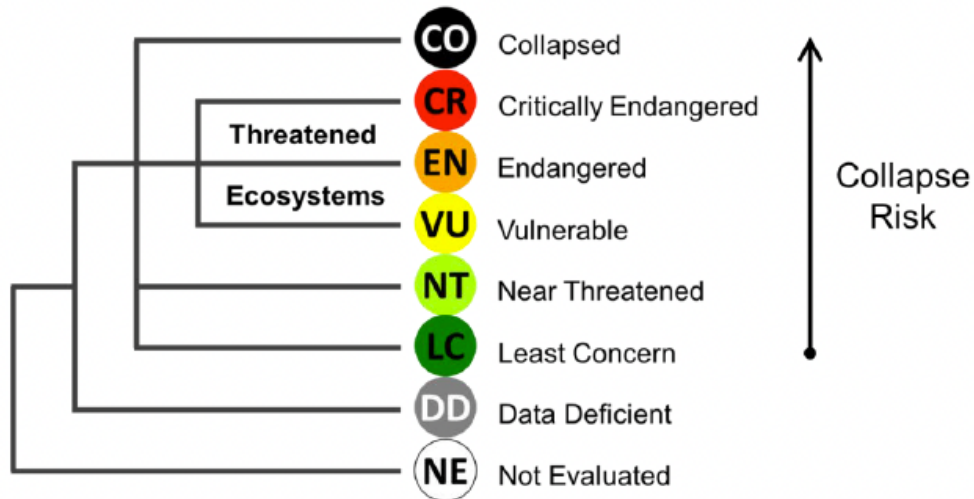 CO Collapsed
CR Critically Endangered
Threatened
EN Endangered
Ecosystems
VU Vulnerable
NT Near Threatened
LC Least Concern
DD Data Deficient
NE Not Evaluated
Collapse
Risk